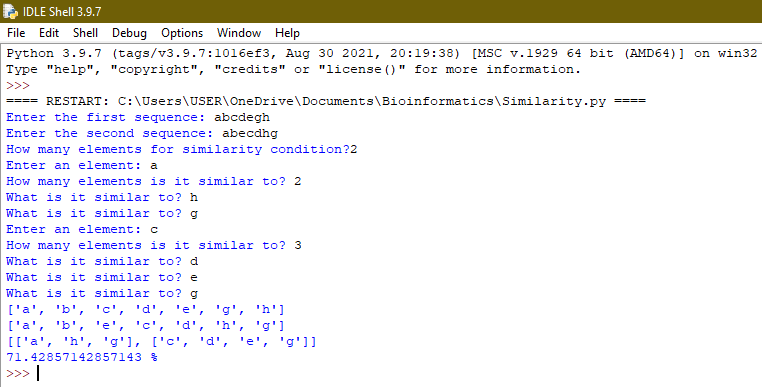 IDLE Shell 3.9.7
File Edit Shell Debug Options Window Help
Python 3.9.7 (tags/v3.9.7:1016ef3, Aug 30 2021, 20:19:38) [MSC v.1929 64 bit (AMD64)] on win32
Type "help", "copyright", "credits" or "license()" for more information.
>>>
==== RESTART: C:\Users\USER\OneDrive\Documents\Bioinformatics\Similarity.py ====
Enter the first sequence: abcdegh
Enter the second sequence: abecdhg
How many elements for similarity condition?2
Enter an element: a
How many elements is it similar to? 2
What is it similar to? h
What is it similar to? g
Enter an element: c
How many elements is it similar to? 3
What is it similar to? d
What is it similar to? e
What is it similar to? g
['a', 'b', 'c', 'd', 'e', 'g', 'h']
['a', 'b', 'e', 'c', 'd', 'h', 'g']
[['a', 'h', 'g'], ['c', 'd', 'e', 'g']]
71.42857142857143 %
>>>